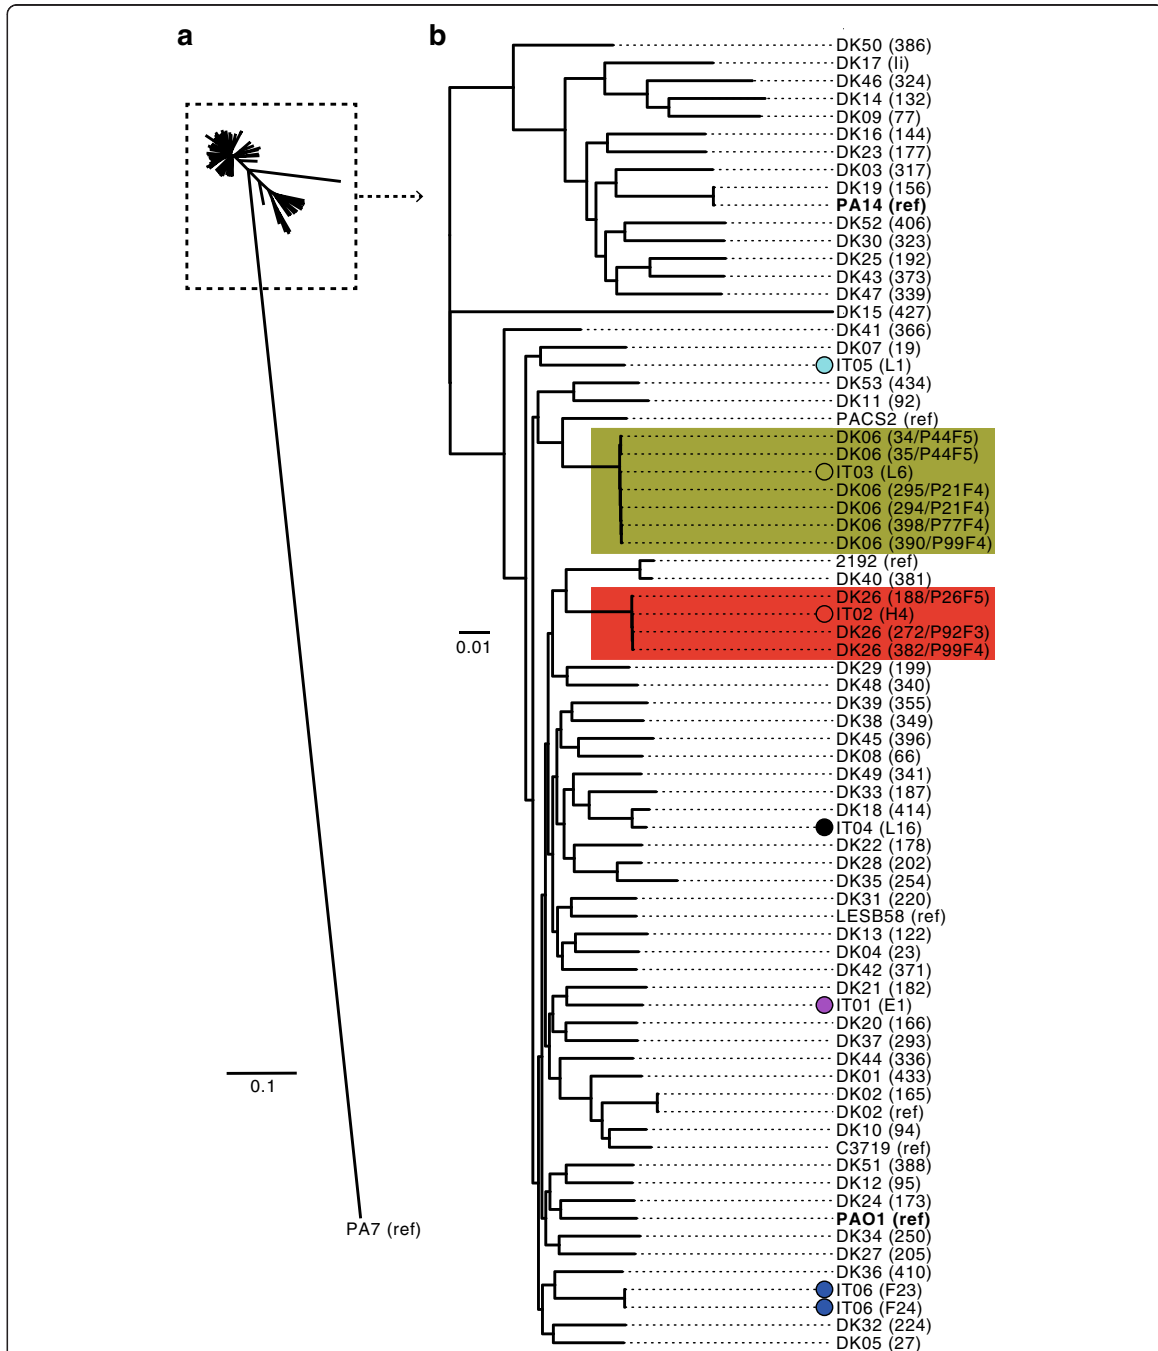 a
b
DK50 (386)
DK17 (li)
DK46 (324)
DK14 (132)
DK09 (77)
DK16 (144)
DK23 (177)
DK03 (317)
DK19 (156)
PA14 (ref)
DK52 (406)
DK30 (323)
DK25 (192)
DK43 (373)
DK47 (339)
DK15 (427)
DK41 (366)
DK07 (19)
IT05 (L1)
DK53 (434)
DK11 (92)
PACS2 (ref)
DK06 (34/P44F5)
DK06 (35/P44F5)
IT03 (L6)
DK06 (295/P21F4)
DK06 (294/P21F4)
DK06 (398/P77F4)
DK06 (390/P99F4)
2192 (ref)
DK40 (381)
DK26 (188/P26F5)
IT02 (H4)
DK26 (272/P92F3)
DK26 (382/P99F4)
0.01
DK29 (199)
DK48 (340)
DK39 (355)
DK38 (349)
DK45 (396)
DK08 (66)
DK49 (341)
DK33 (187)
DK18 (414)
IT04 (L16)
DK22 (178)
DK28 (202)
DK35 (254)
DK31 (220)
LESB58 (ref)
DK13 (122)
DK04 (23)
DK42 (371)
DK21 (182)
IT01 (E1)
DK20 (166)
DK37 (293)
DK44 (336)
DK01 (433)
0.1
DK02 (165)
DK02 (ref)
DK10 (94)
C3719 (ref)
DK51 (388)
DK12 (95)
DK24 (173)
PAO1 (ref)
PA7 (ref)
DK34 (250)
DK27 (205)
DK36 (410)
IT06 (F23)
IT06 (F24)
DK32 (224)
DK05 (27)